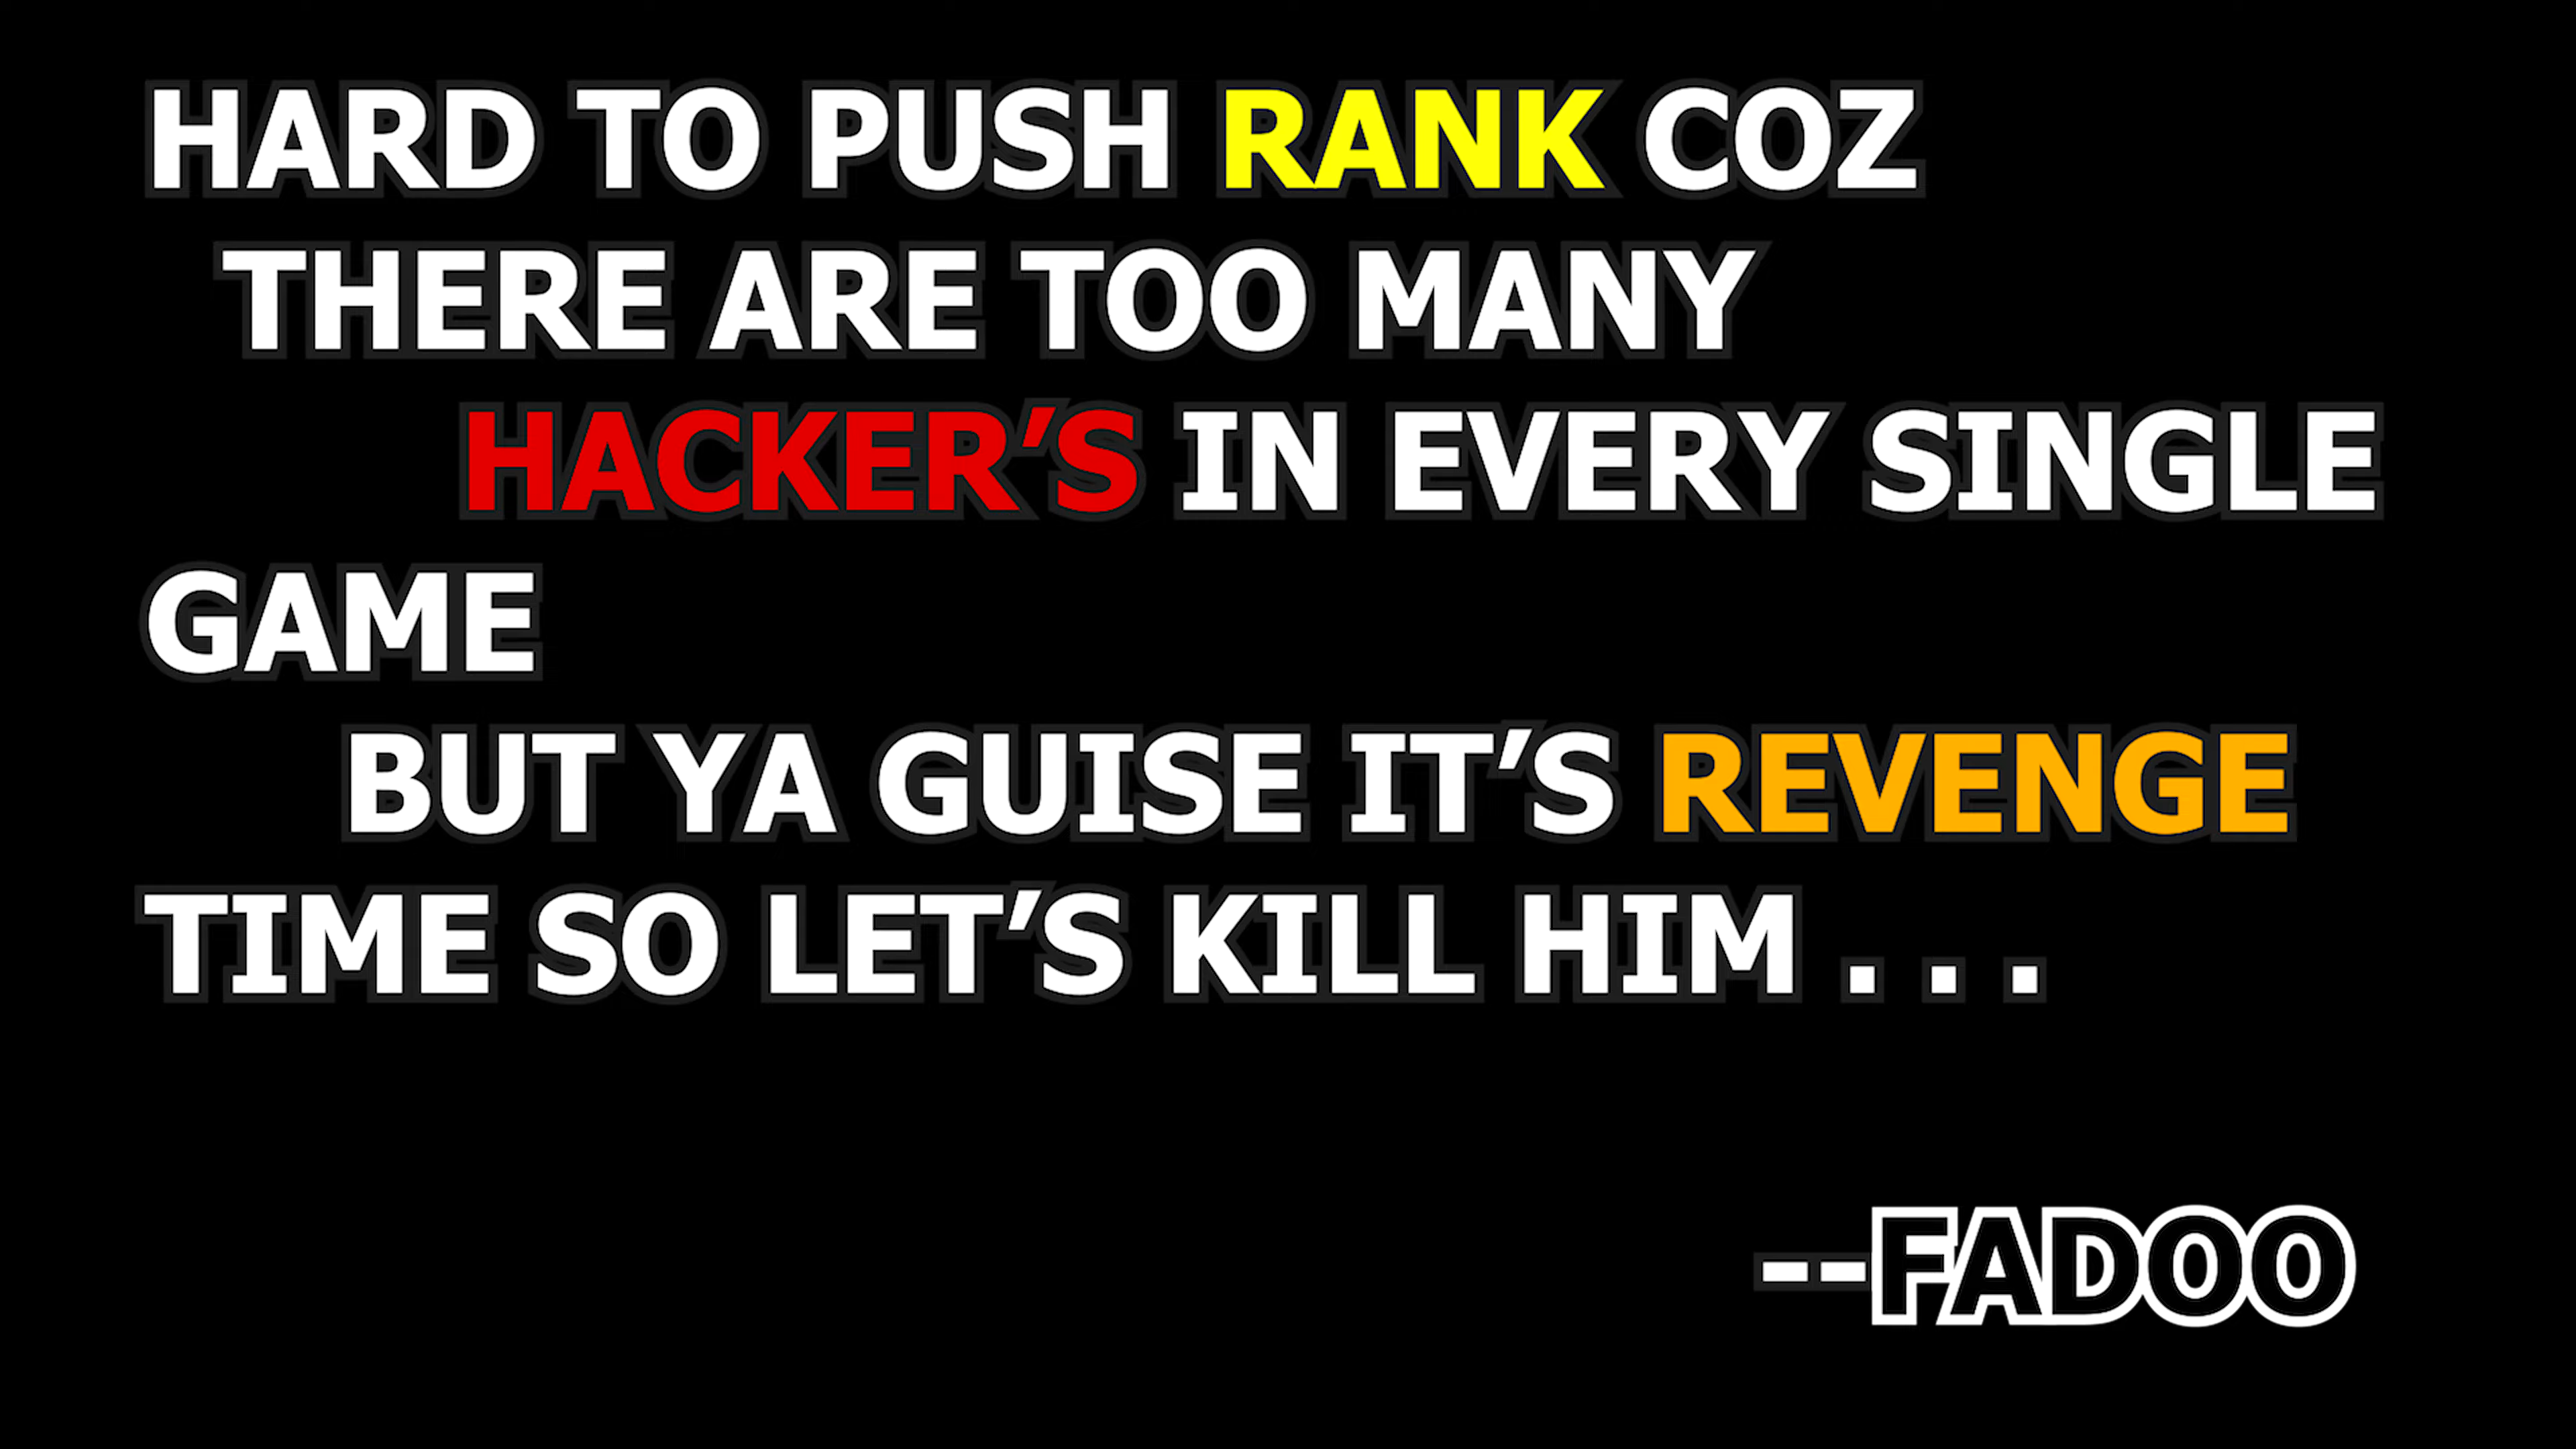 HARD TO PUSH RANK COZ
THERE ARE TOO MANY
HACKER’S IN EVERY SINGLE
GAME
BUT YA GUISE IT’S REVENGE
TIME SO LET’S KILL HIM . . .
--FADOO